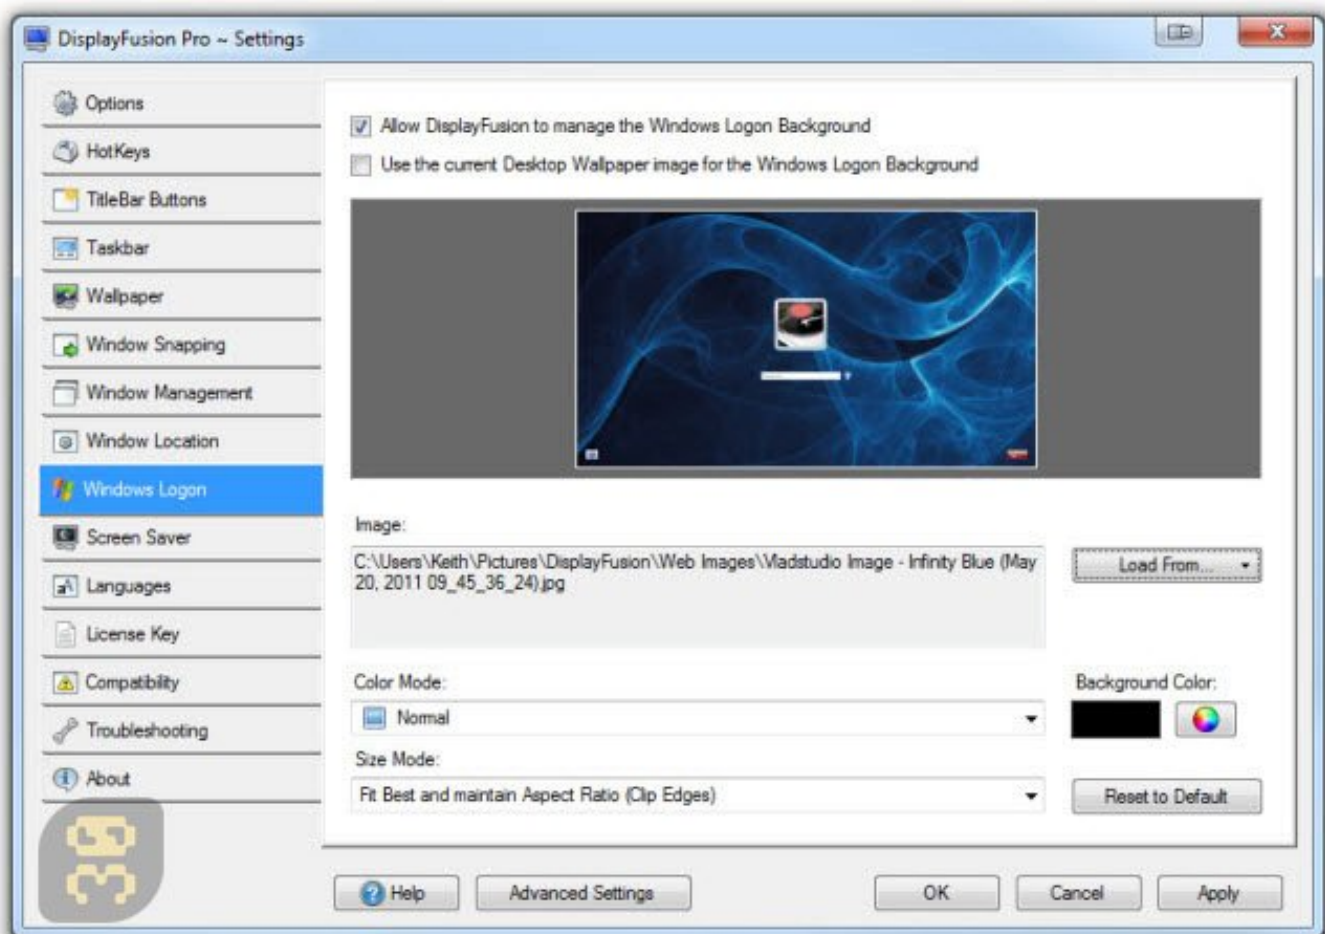 DisplayFusion Pro ~ Settings
Options
HotKeys
TitleBar Buttons
Taskbar
Wallpaper
Window Snapping
Window Management
Window Location
Windows Logon
Screen Saver
Languages
License Key
Compatibility
Troubleshooting
About
Allow DisplayFusion to manage the Windows Logon Background
Use the current Desktop Wallpaper image for the Windows Logon Background
Image:
C:\Users\Keith\Pictures\DisplayFusion\Web Images\Vladstudio Image - Infinity Blue (May
20, 2011 09_45_36_24).jpg
Load From...
Color Mode:
Background Color:
Normal
Size Mode:
Fit Best and maintain Aspect Ratio (Clip Edges)
Reset to Default
Help
Advanced Settings
OK
Cancel
Apply